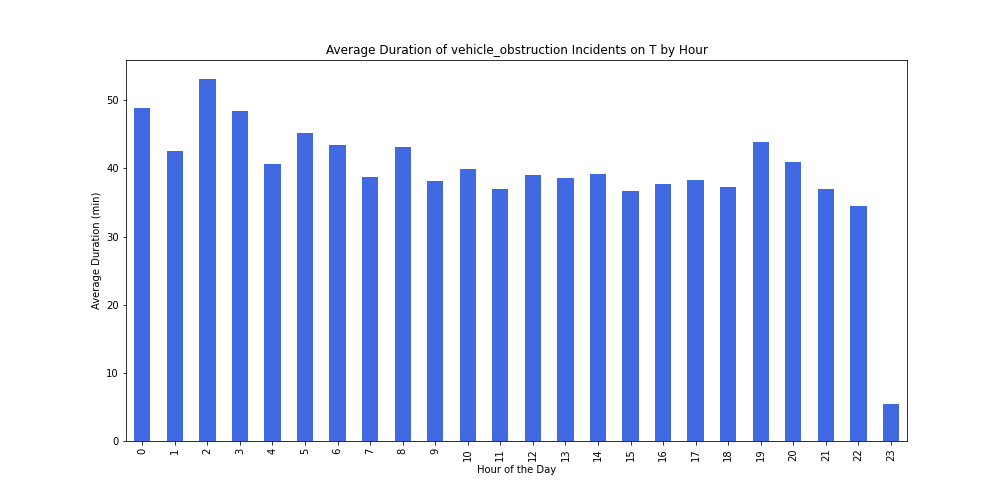 Average Duration of vehicle_obstruction Incidents on T by Hour
Average Duration (min)
50
40
30
20
10
0
0 1 2 3 4 5 6 7 8 9 10 11 12 13 14 15 16 17 18 19 20 21 22 23
Hour of the Day